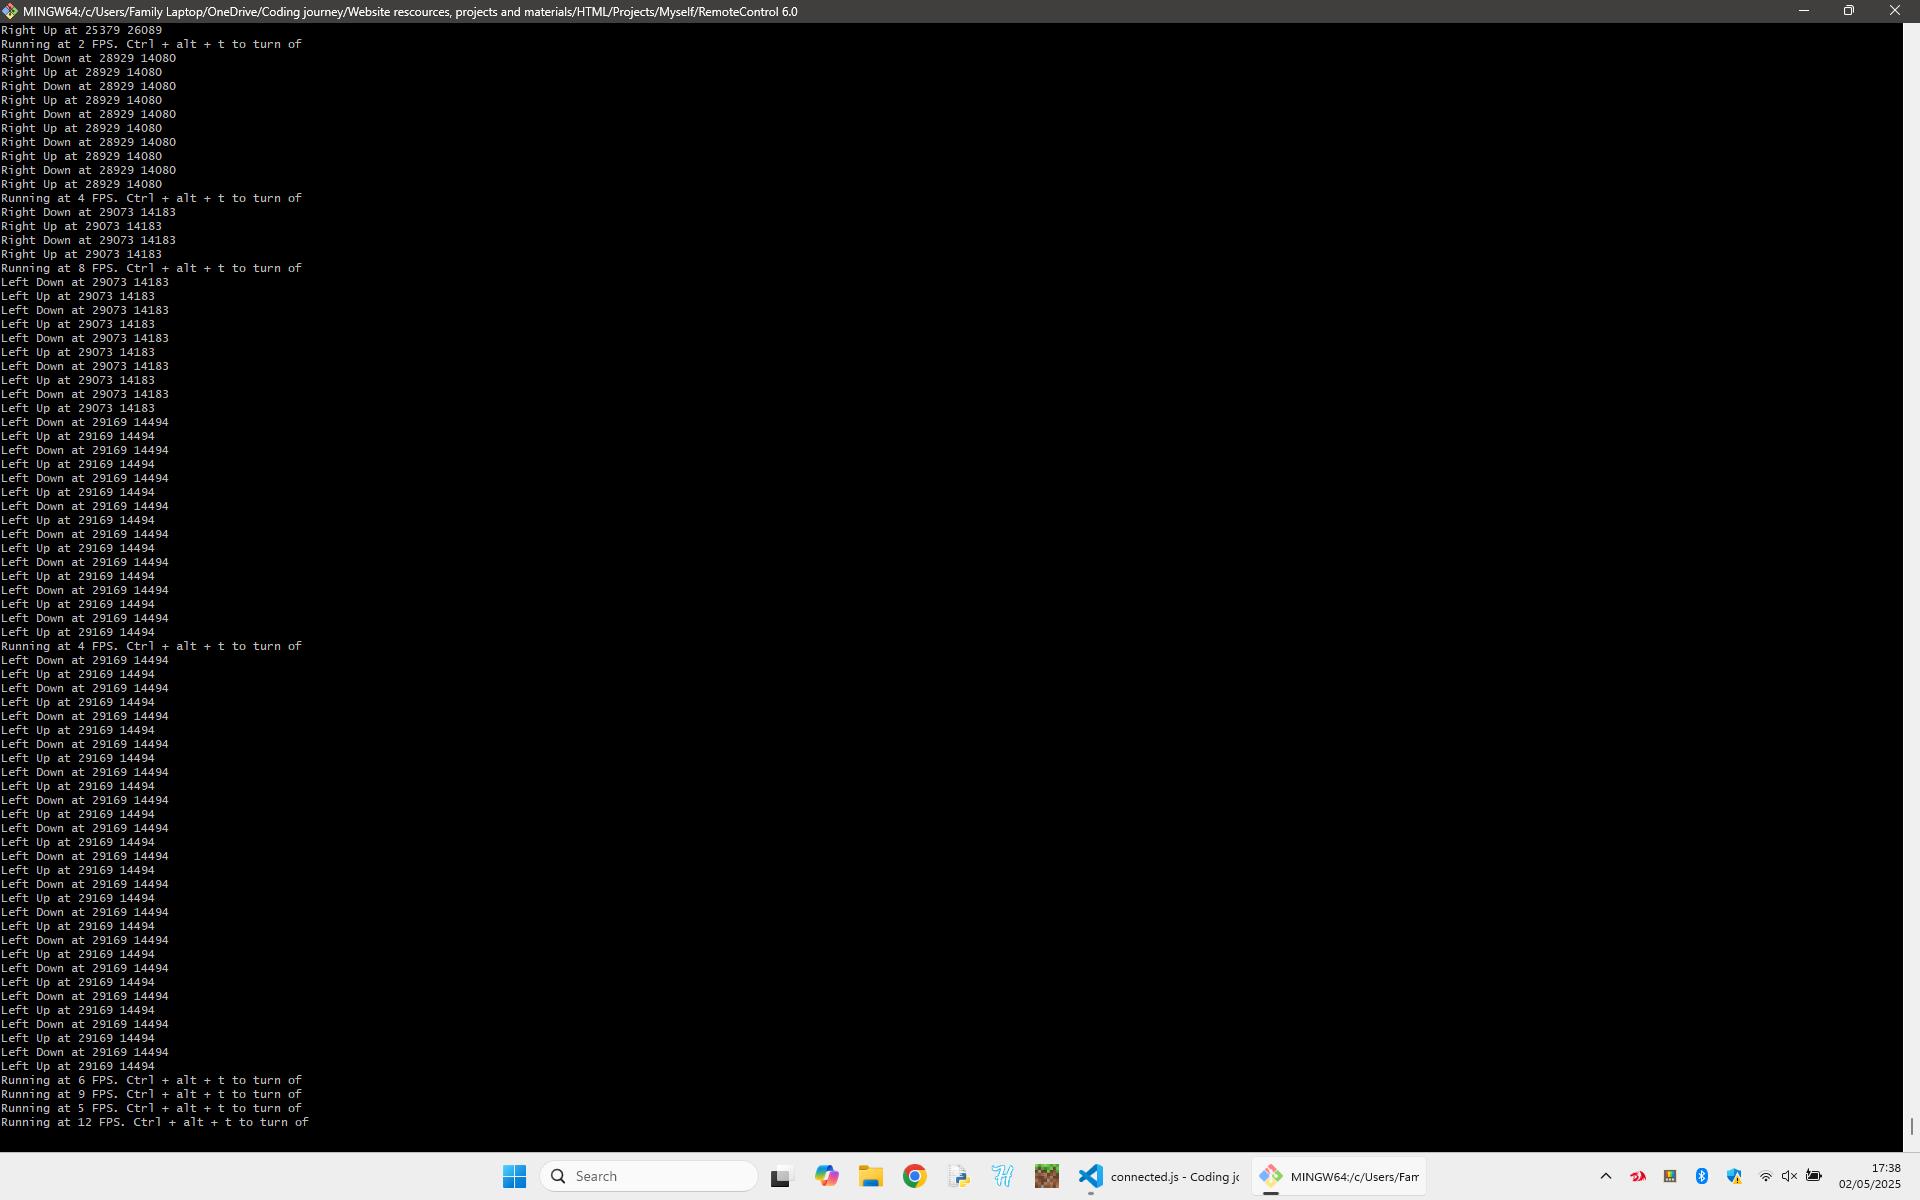 MINGW64:/c/Users/Family Laptop/OneDrive/Coding journey/Website rescources, projects and materials/HTML/Projects/Myself/RemoteControl 6.0
Right Up at 25379 26089
Running at 2 FPS. Ctrl + alt + t to turn of
Right Down at 28929 14080
Right Up at 28929 14080
Right Down at 28929 14080
Right Up at 28929 14080
Right Down at 28929 14080
Right Up at 28929 14080
Right Down at 28929 14080
Right Up at 28929 14080
Right Down at 28929 14080
Right Up at 28929 14080
Running at 4 FPS. Ctrl + alt + t to turn of
Right Down at 29073 14183
Right Up at 29073 14183
Right Down at 29073 14183
Right Up at 29073 14183
Running at 8 FPS. Ctrl + alt + t to turn of
Left Down at 29073 14183
Left Up at 29073 14183
Left Down at 29073 14183
Left Up at 29073 14183
Left Down at 29073 14183
Left Up at 29073 14183
Left Down at 29073 14183
Left Up at 29073 14183
Left Down at 29073 14183
Left Up at 29073 14183
Left Down at 29169 14494
Left Up at 29169 14494
Left Down at 29169 14494
Left Up at 29169 14494
Left Down at 29169 14494
Left Up at 29169 14494
Left Down at 29169 14494
Left Up at 29169 14494
Left Down at 29169 14494
Left Up at 29169 14494
Left Down at 29169 14494
Left Up at 29169 14494
Left Down at 29169 14494
Left Up at 29169 14494
Left Down at 29169 14494
Left Up at 29169 14494
Running at 4 FPS. Ctrl + alt + t to turn of
Left Down at 29169 14494
Left Up at 29169 14494
Left Down at 29169 14494
Left Up at 29169 14494
Left Down at 29169 14494
Left Up at 29169 14494
Left Down at 29169 14494
Left Up at 29169 14494
Left Down at 29169 14494
Left Up at 29169 14494
Left Down at 29169 14494
Left Up at 29169 14494
Left Down at 29169 14494
Left Up at 29169 14494
Left Down at 29169 14494
Left Up at 29169 14494
Left Down at 29169 14494
Left Up at 29169 14494
Left Down at 29169 14494
Left Up at 29169 14494
Left Down at 29169 14494
Left Up at 29169 14494
Left Down at 29169 14494
Left Up at 29169 14494
Left Down at 29169 14494
Left Up at 29169 14494
Left Down at 29169 14494
Left Up at 29169 14494
Left Down at 29169 14494
Left Up at 29169 14494
Running at 6 FPS. Ctrl + alt + t to turn of
Running at 9 FPS. Ctrl + alt + t to turn of
Running at 5 FPS. Ctrl + alt + t to turn of
Running at 12 FPS. Ctrl + alt + t to turn of
Search
connected.js - Coding jo
MINGW64:/c/Users/Fam
17:38
02/05/2025